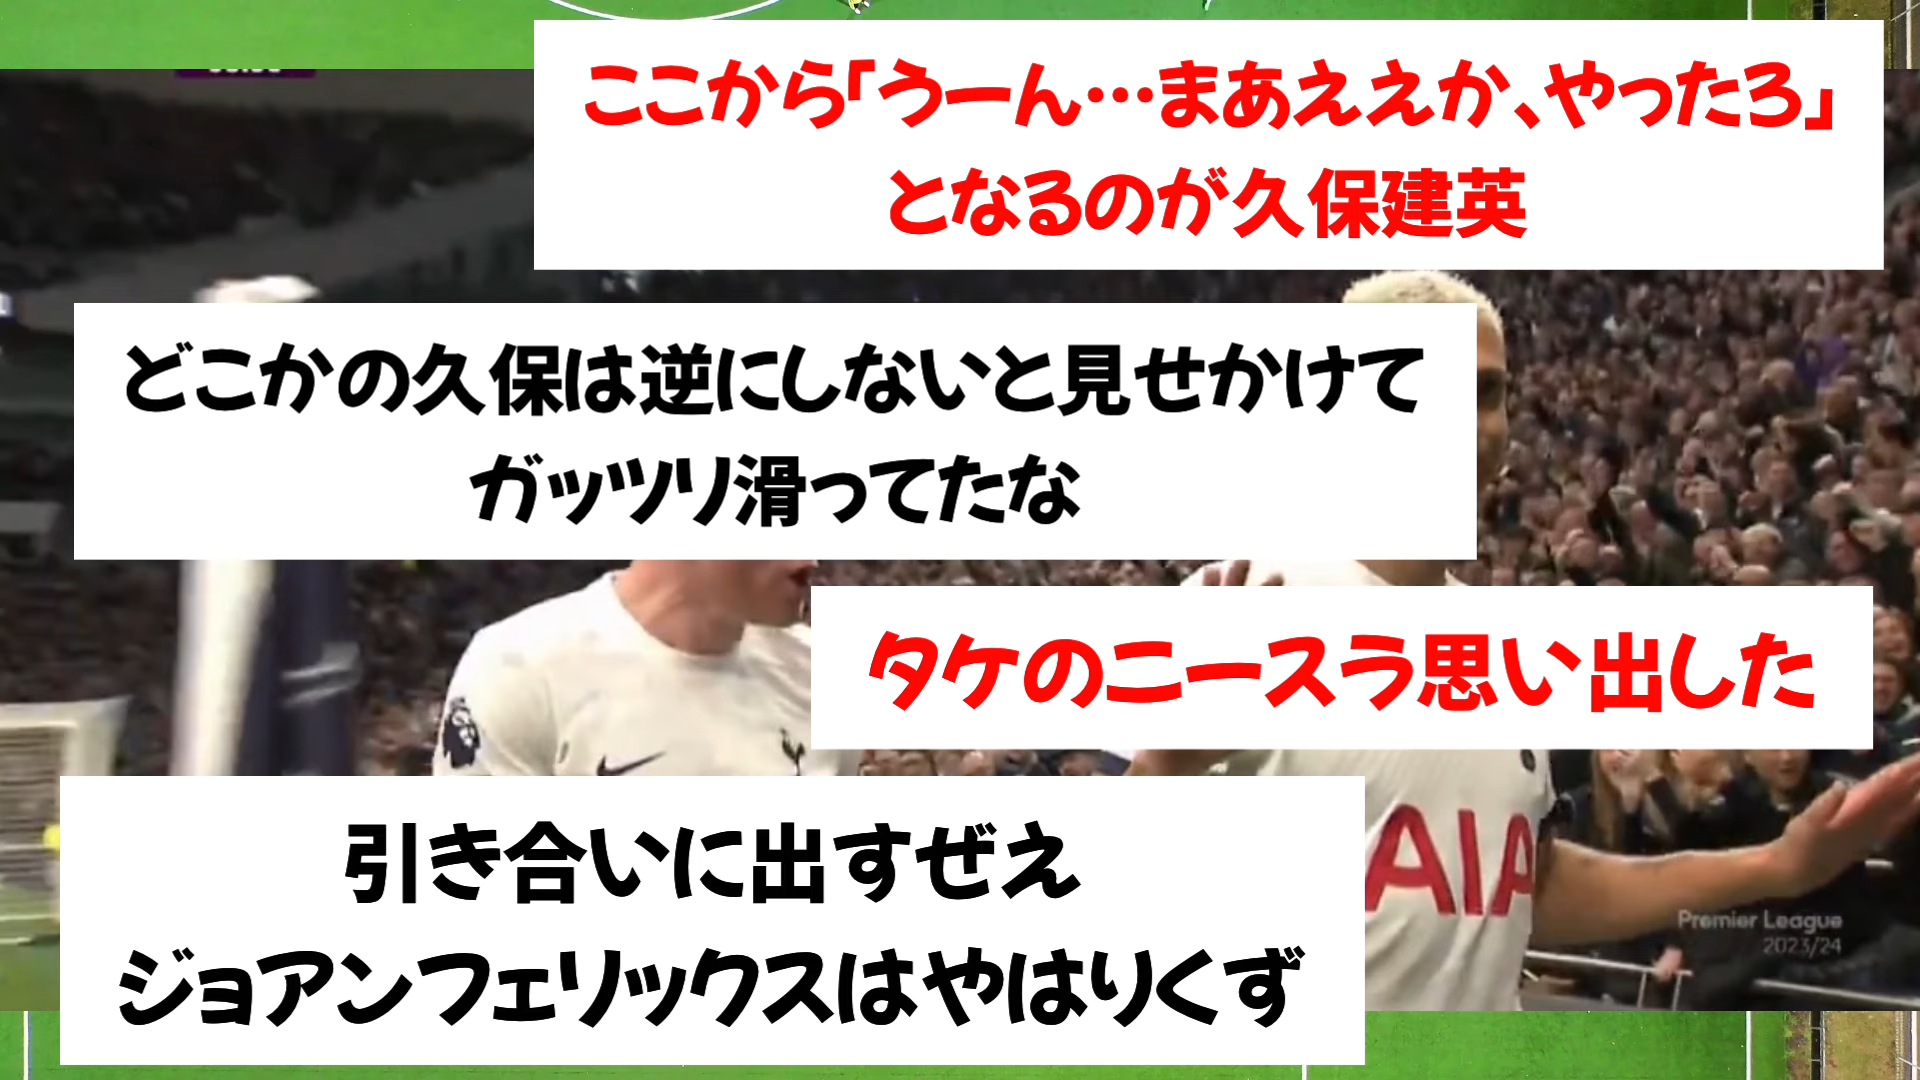 ここから「うーん…まあええか、やったろ」
となるのが久保建英
どこかの久保は逆にしないと見せかけて
ガッツリ滑ってたな
タケのニースラ思い出した
引き合いに出すぜえ
ジョアンフェリックスはやはりくず
AIA
Premier League
2023/24